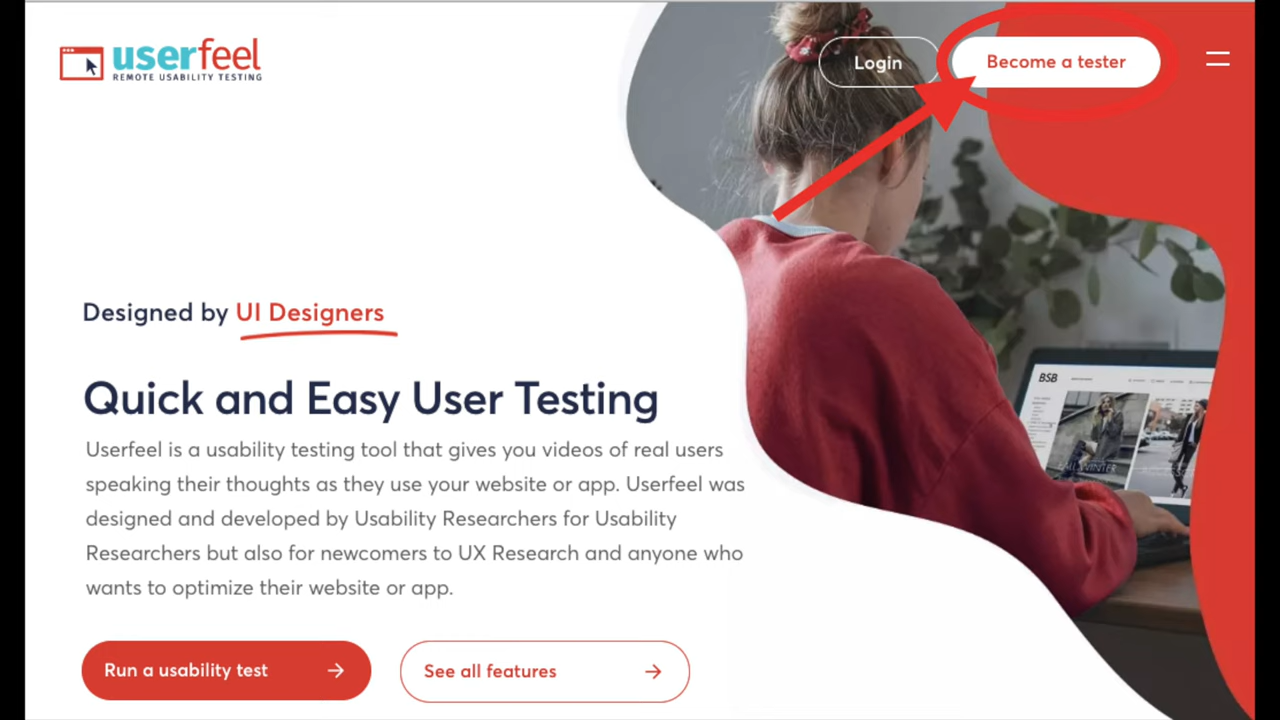 userfeel
REMOTE USABILITY TESTING
Login
Become a tester
Designed by UI Designers
Quick and Easy User Testing
Userfeel is a usability testing tool that gives you videos of real users
speaking their thoughts as they use your website or app. Userfeel was
designed and developed by Usability Researchers for Usability
Researchers but also for newcomers to UX Research and anyone who
wants to optimize their website or app.
BSB
FALL WINTER
Run a usability test
See all features